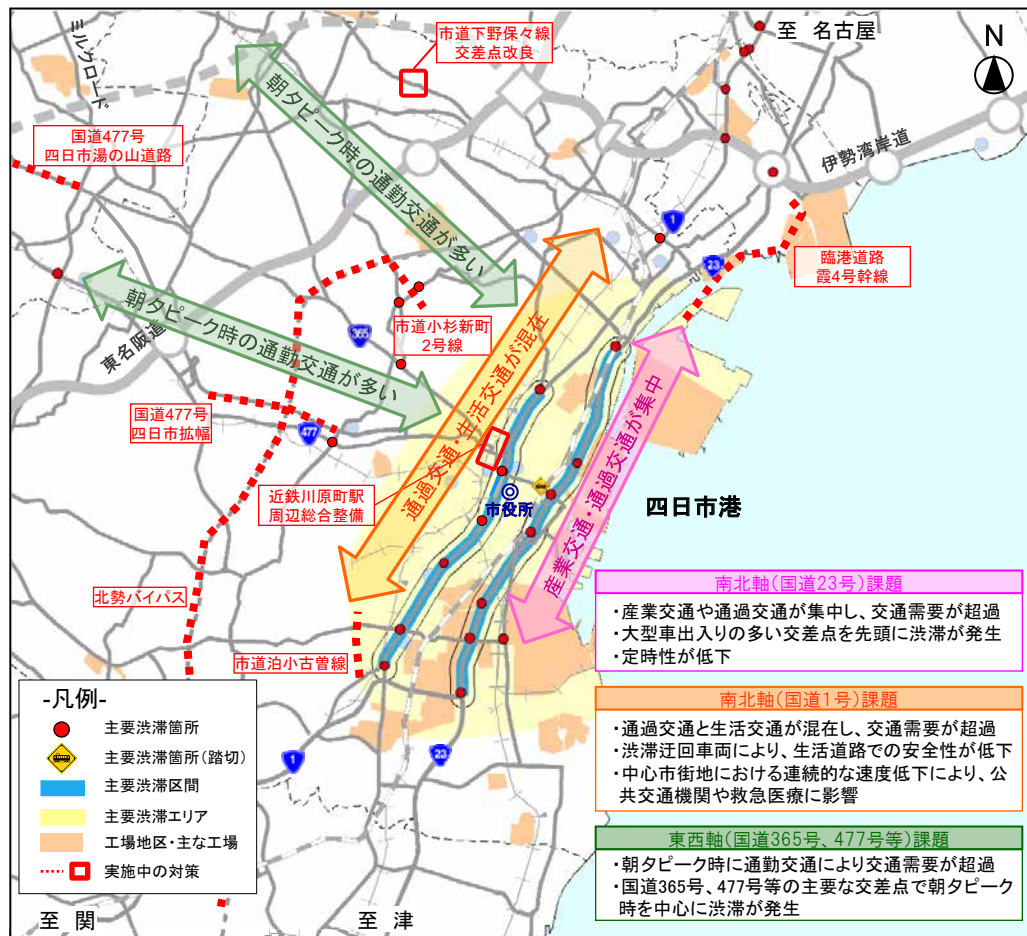 至 名古屋
N
ミルクロード
市道下野保々線
交差点改良
朝夕ピーク時の通勤交通が多い
国道477号
四日市湯の山道路
伊勢湾岸道
1
23
臨港道路
霞4号幹線
朝夕ピーク時の通勤交通が多い
東名阪道
365
市道小杉新町
2号線
通過交通・生活交通が混在
産業交通・通過交通が集中
国道477号
四日市拡幅
477
近鉄川原町駅
周辺総合整備
市役所
四日市港
北勢バイパス
市道泊小古曽線
南北軸(国道23号)課題
・産業交通や通過交通が集中し、交通需要が超過
・大型車出入りの多い交差点を先頭に渋滞が発生
・定時性が低下
南北軸(国道1号)課題
・通過交通と生活交通が混在し、交通需要が超過
・渋滞迂回車両により、生活道路での安全性が低下
・中心市街地における連続的な速度低下により、公
共交通機関や救急医療に影響
東西軸(国道365号、477号等)課題
・朝夕ピーク時に通勤交通により交通需要が超過
・国道365号、477号等の主要な交差点で朝夕ピーク
時を中心に渋滞が発生
-凡例-
主要渋滞箇所
主要渋滞箇所(踏切)
主要渋滞区間
主要渋滞エリア
工場地区・主な工場
実施中の対策
1
23
至 関
至 津